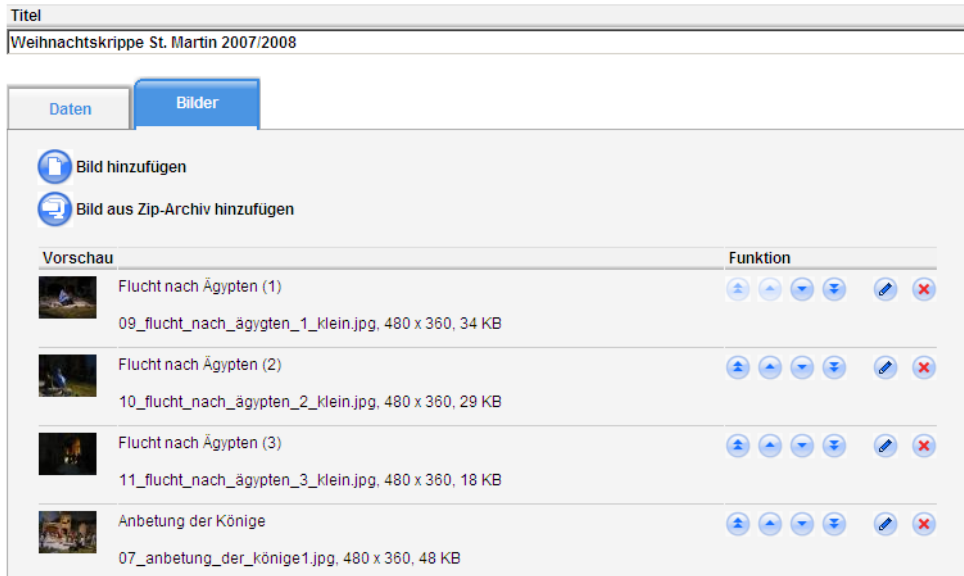 Titel
Weihnachtskrippe St. Martin 2007/2008
Daten Bilder
Bild hinzufügen
Bild aus Zip-Archiv hinzufügen
Vorschau Funktion
Flucht nach Ägypten (1)
09_flucht_nach_ägygten_1_klein.jpg, 480 x 360, 34 KB
Flucht nach Ägypten (2)
10_flucht_nach_ägypten_2_klein.jpg, 480 x 360, 29 KB
Flucht nach Ägypten (3)
11_flucht_nach_ägypten_3_klein.jpg, 480 x 360, 18 KB
Anbetung der Könige
07_anbetung_der_könige1.jpg, 480 x 360, 48 KB